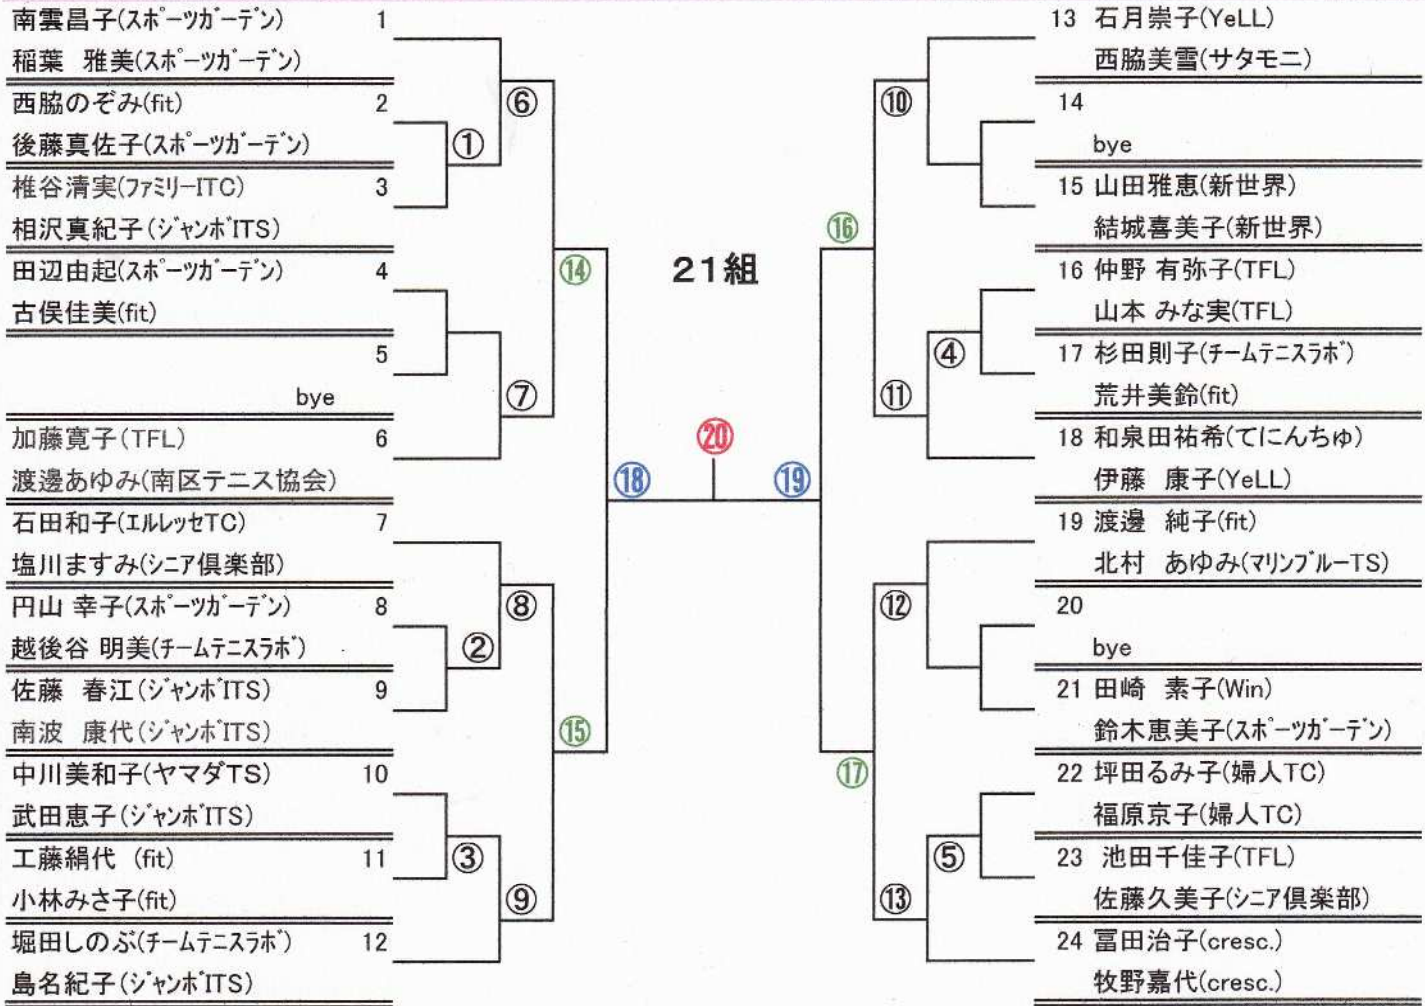 南雲昌子(スポーツガーデン) 1
稲葉 雅美(スポーツガーデン)
西脇のぞみ(fit) 2
後藤真佐子(スポーツガーデン)
椎谷清実(ファミリーITC) 3
相沢真紀子(ジャンボITS)
田辺由起(スポーツガーデン) 4
古俣佳美(fit)
5
bye
加藤寛子(TFL) 6
渡邊あゆみ(南区テニス協会)
石田和子(エルレッセTC) 7
塩川ますみ(シニア倶楽部)
円山 幸子(スポーツガーデン) 8
越後谷 明美(チームテニスラボ)
佐藤 春江(ジャンボITS) 9
南波 康代(ジャンボITS)
中川美和子(ヤマダTS) 10
武田恵子(ジャンボITS)
工藤絹代 (fit) 11
小林みさ子(fit)
堀田しのぶ(チームテニスラボ) 12
島名紀子(ジャンボITS)
①
②
③
⑥
⑦
⑧
⑨
⑭
⑮
⑱
21組
⑳
⑲
⑯
⑰
⑩
⑪
⑫
⑬
④
⑤
13 石月崇子(YeLL)
西脇美雪(サタモニ)
14
bye
15 山田雅恵(新世界)
結城喜美子(新世界)
16 仲野 有弥子(TFL)
山本 みな実(TFL)
17 杉田則子(チームテニスラボ)
荒井美鈴(fit)
18 和泉田祐希(てにんちゅ)
伊藤 康子(YeLL)
19 渡邊 純子(fit)
北村 あゆみ(マリンブルーTS)
20
bye
21 田崎 素子(Win)
鈴木恵美子(スポーツガーデン)
22 坪田るみ子(婦人TC)
福原京子(婦人TC)
23 池田千佳子(TFL)
佐藤久美子(シニア倶楽部)
24 冨田治子(cresc.)
牧野嘉代(cresc.)